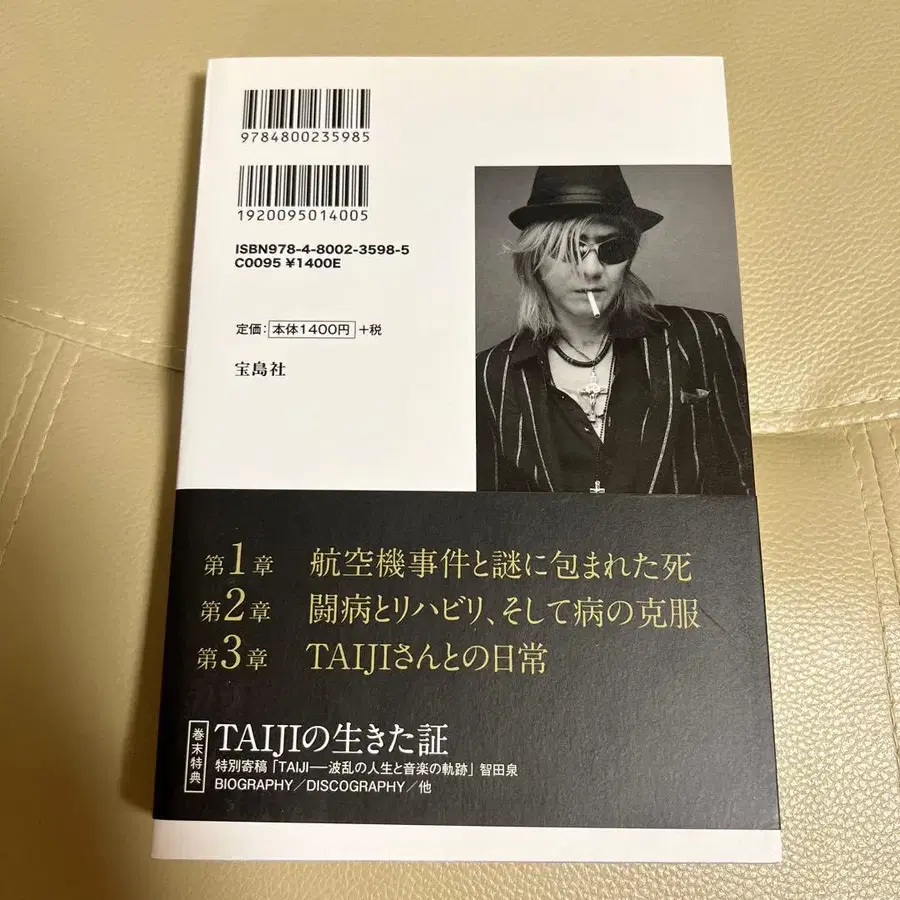 9784800235985
1920095014005
ISBN978-4-8002-3598-5
C0095 ¥1400E
定価：本体1400円+税
宝島社
第1章 航空機事件と謎に包まれた死
第2章 闘病とリハビリ、そして病の克服
第3章 TAIJIさんとの日常
巻末特典
TAIJIの生きた証
特別寄稿「TAIJI―波乱の人生と音楽の軌跡」智田泉
BIOGRAPHY／DISCOGRAPHY／他